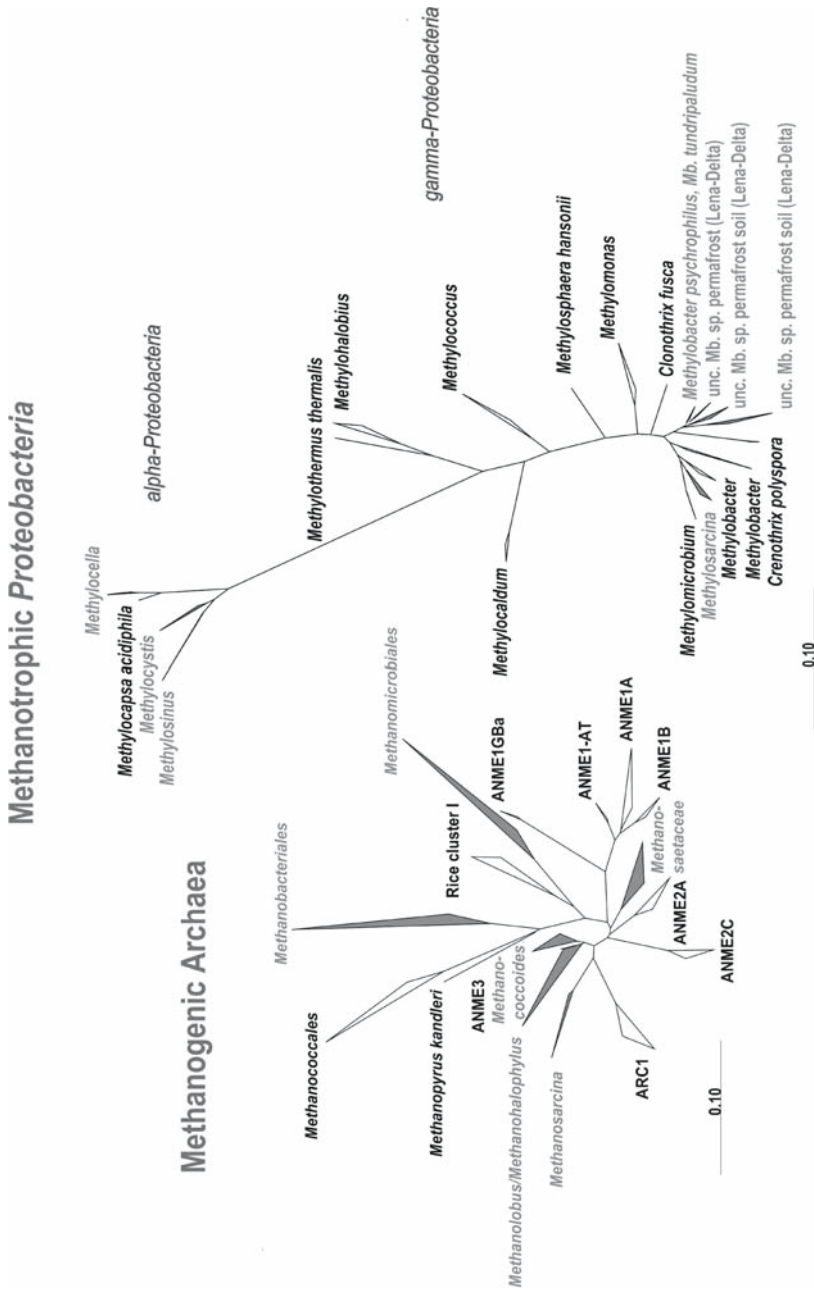 Methanotrophic Proteobacteria
alpha-Proteobacteria
gamma-Proteobacteria
Methylocella
Methylocapsa acidiphila
Methylocystis
Methylosinus
Methylothermus thermalis
Methylohalobius
Methylococcus
Methylocaldum
Methylosphaera hansonii
Methylomonas
Clonothrix fusca
Methylobacter psychrophilus, Mb. tundripaludum
unc. Mb. sp. permafrost (Lena-Delta)
unc. Mb. sp. permafrost soil (Lena-Delta)
unc. Mb. sp. permafrost soil (Lena-Delta)
Methylomicrobium
Methylosarcina
Methylobacter
Methylobacter
Crenothrix polyspora
0.10
Methanogenic Archaea
Methanobacteriales
Methanomicrobiales
Methanococcales
Rice cluster I
ANME1GBa
Methanopyrus kandleri
ANME3
Methano-
coccoides
ANME1-AT
ANME1A
ANME1B
Methano-
saetaceae
ANME2A
ANME2C
Methanolobus/Methanohalophylus
Methanosarcina
ARC1
0.10